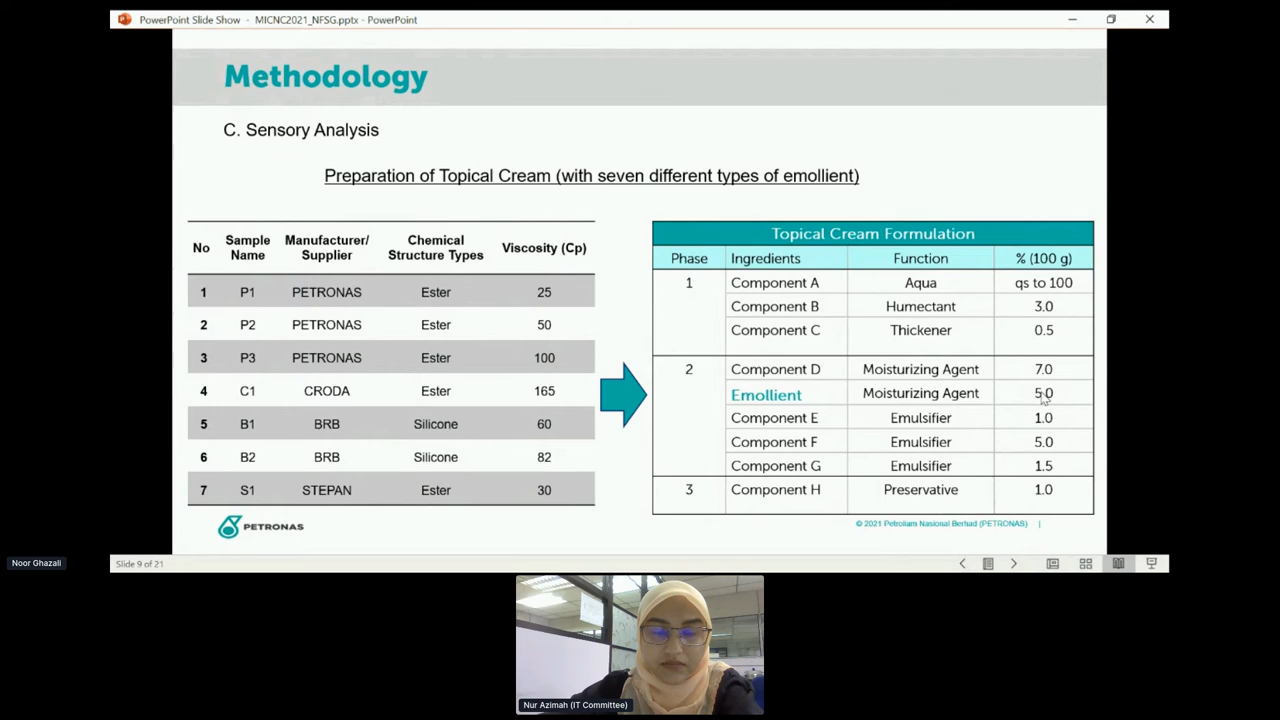 PowerPoint Slide Show - MICNC2021_NFSG.pptx - PowerPoint
Methodology
C. Sensory Analysis
Preparation of Topical Cream (with seven different types of emollient)
No Sample Name Manufacturer/ Supplier Chemical Structure Types Viscosity (Cp)
1 P1 PETRONAS Ester 25
2 P2 PETRONAS Ester 50
3 P3 PETRONAS Ester 100
4 C1 CRODA Ester 165
5 B1 BRB Silicone 60
6 B2 BRB Silicone 82
7 S1 STEPAN Ester 30
Topical Cream Formulation
Phase Ingredients Function % (100 g)
1 Component A Aqua qs to 100
Component B Humectant 3.0
Component C Thickener 0.5
2 Component D Moisturizing Agent 7.0
Emollient Moisturizing Agent 5.0
Component E Emulsifier 1.0
Component F Emulsifier 5.0
Component G Emulsifier 1.5
3 Component H Preservative 1.0
PETRONAS
© 2021 Petroliam Nasional Berhad (PETRONAS) |
Noor Ghazali
Slide 9 of 21
Nur Azimah (IT Committee)